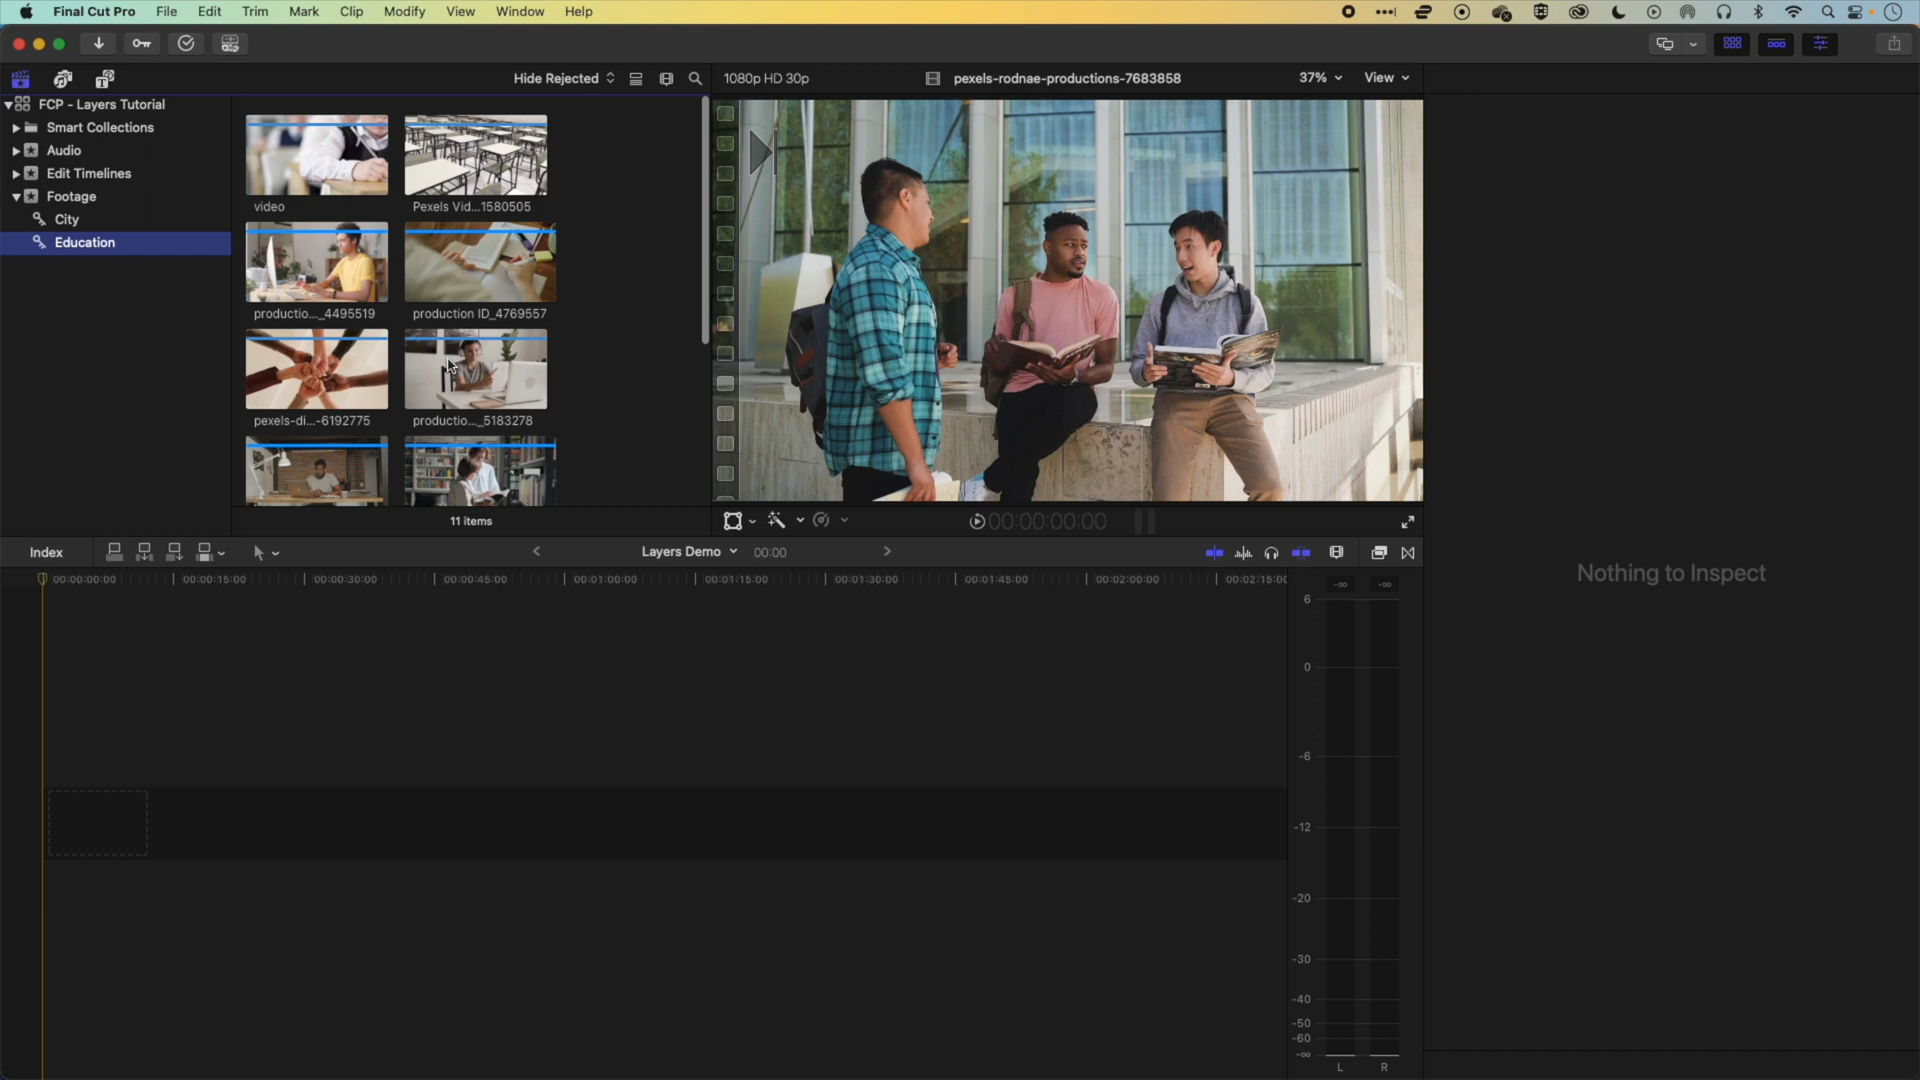 Final Cut Pro File Edit Trim Mark Clip Modify View Window Help
Hide Rejected
1080p HD 30p
pexels-rodnae-productions-7683858
37%
View
FCP - Layers Tutorial
Smart Collections
Audio
Edit Timelines
Footage
City
Education
video
Pexels Vid...1580505
productio..._4495519
production ID_4769557
pexels-di...-6192775
productio..._5183278
11 items
00:00:00:00
Index
Layers Demo
00:00
00:00:00:00
00:00:15:00
00:00:30:00
00:00:45:00
00:01:00:00
00:01:15:00
00:01:30:00
00:01:45:00
00:02:00:00
00:02:15:00
-∞ -∞
6
0
-6
-12
-20
-30
-40
-50
-60
-∞
L R
Nothing to Inspect